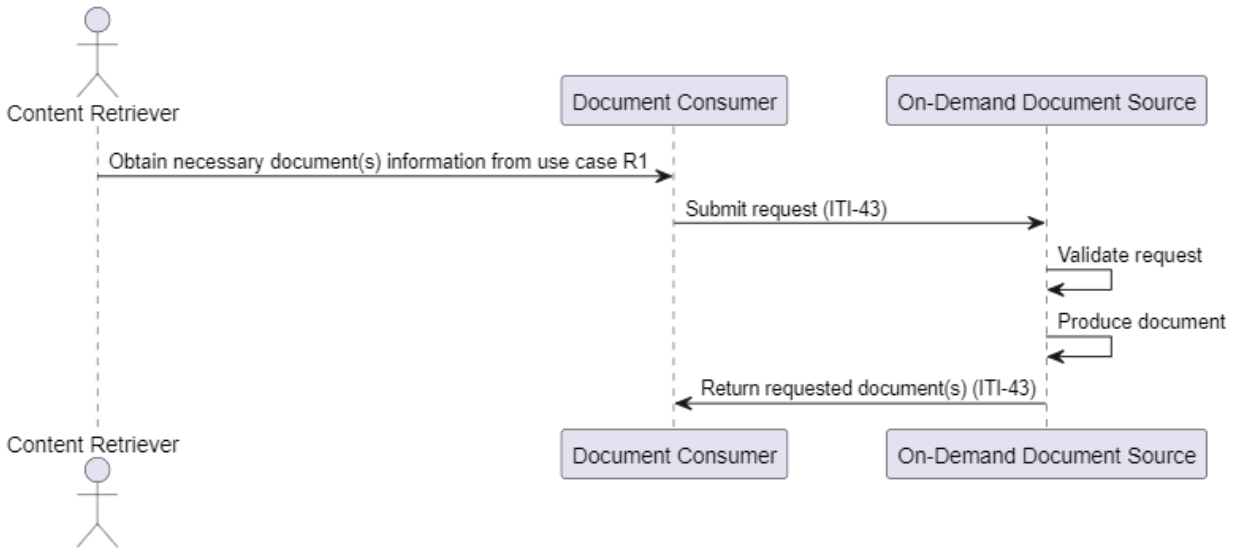 Content Retriever
Document Consumer
On-Demand Document Source
Obtain necessary document(s) information from use case R1
Submit request (ITI-43)
Validate request
Produce document
Return requested document(s) (ITI-43)
Content Retriever
Document Consumer
On-Demand Document Source